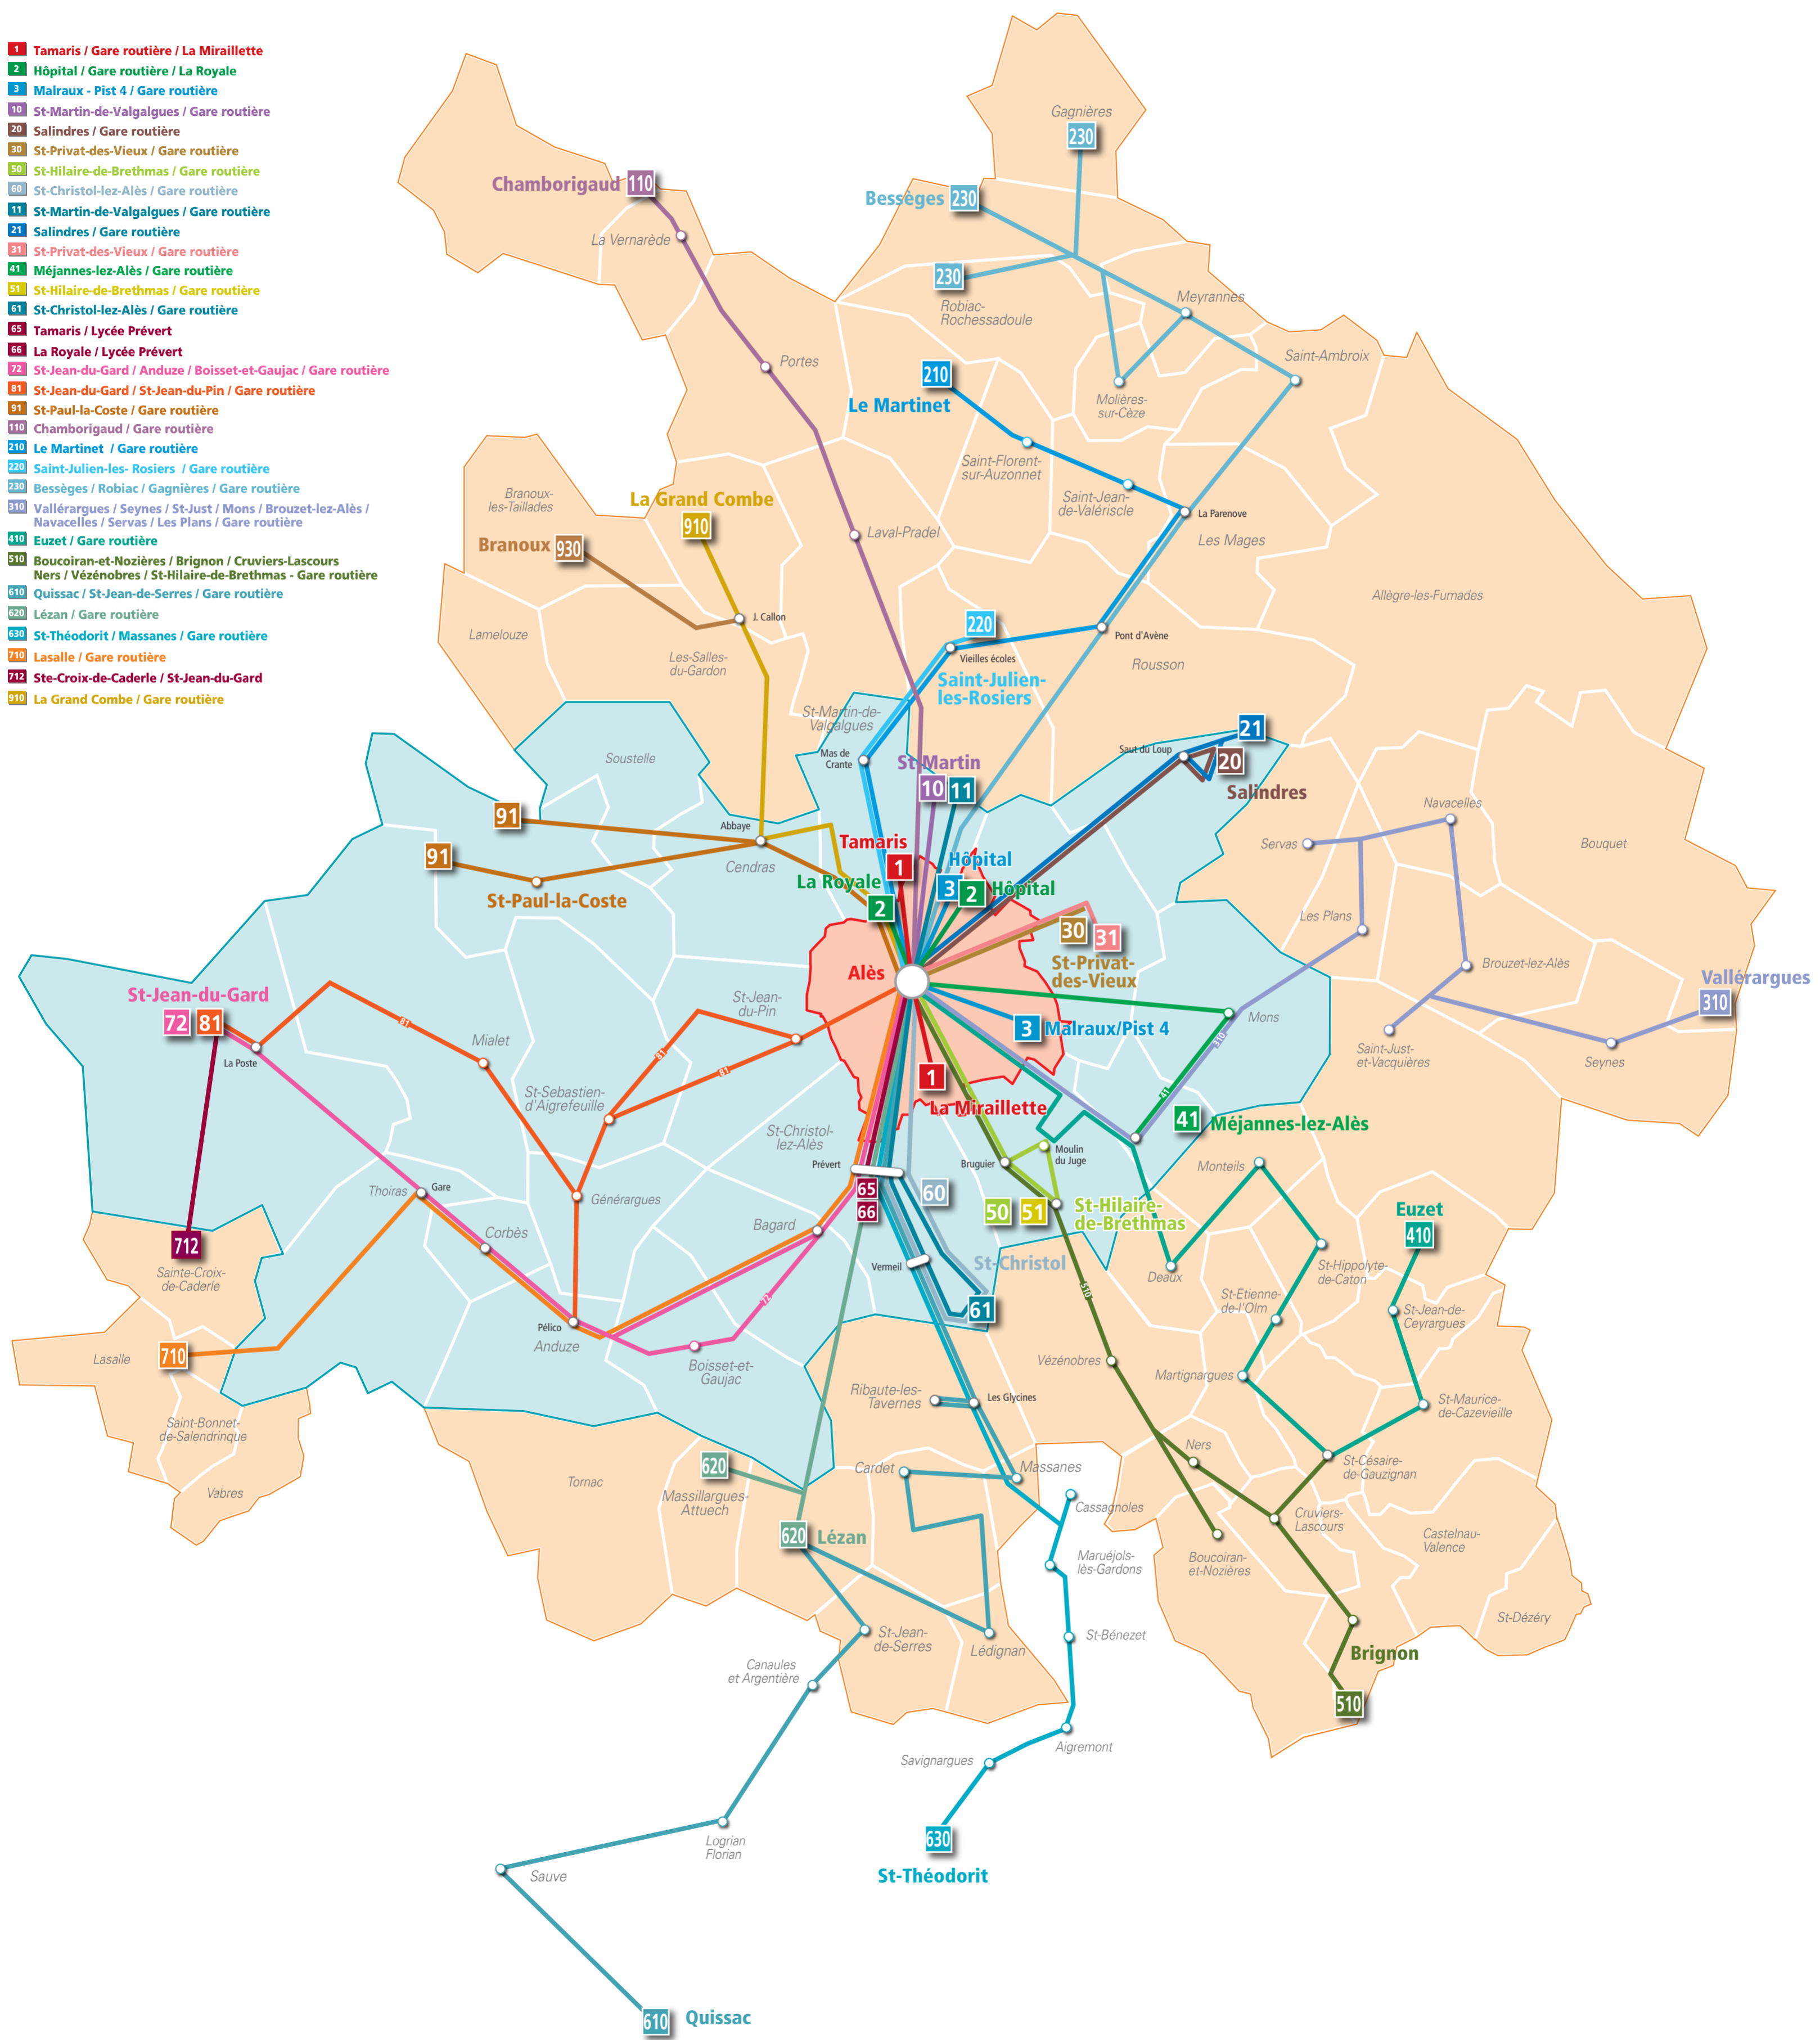 1 Tamaris / Gare routière / La Miraillette
2 Hôpital / Gare routière / La Royale
3 Malraux - Pist 4 / Gare routière
10 St-Martin-de-Valgalgues / Gare routière
20 Salindres / Gare routière
30 St-Privat-des-Vieux / Gare routière
50 St-Hilaire-de-Brethmas / Gare routière
60 St-Christol-lez-Alès / Gare routière
11 St-Martin-de-Valgalgues / Gare routière
21 Salindres / Gare routière
31 St-Privat-des-Vieux / Gare routière
41 Méjannes-lez-Alès / Gare routière
51 St-Hilaire-de-Brethmas / Gare routière
61 St-Christol-lez-Alès / Gare routière
65 Tamaris / Lycée Prévert
66 La Royale / Lycée Prévert
72 St-Jean-du-Gard / Anduze / Boisset-et-Gaujac / Gare routière
81 St-Jean-du-Gard / St-Jean-du-Pin / Gare routière
91 St-Paul-la-Coste / Gare routière
110 Chamborigaud / Gare routière
210 Le Martinet / Gare routière
220 Saint-Julien-les- Rosiers / Gare routière
230 Bessèges / Robiac / Gagnières / Gare routière
310 Vallérargues / Seynes / St-Just / Mons / Brouzet-lez-Alès /
Navacelles / Servas / Les Plans / Gare routière
410 Euzet / Gare routière
510 Boucoiran-et-Nozières / Brignon / Cruviers-Lascours
Ners / Vézénobres / St-Hilaire-de-Brethmas - Gare routière
610 Quissac / St-Jean-de-Serres / Gare routière
620 Lézan / Gare routière
630 St-Théodorit / Massanes / Gare routière
710 Lasalle / Gare routière
712 Ste-Croix-de-Caderle / St-Jean-du-Gard
910 La Grand Combe / Gare routière
Gagnières
230
Chamborigaud 110
Bessèges 230
La Vernarède
230
Robiac-
Rochessadoule
Meyrannes
Saint-Ambroix
Portes
210
Le Martinet
Molières-
sur-Cèze
Saint-Florent-
sur-Auzonnet
Saint-Jean-
de-Valériscle
La Parenove
Les Mages
Branoux-
les-Taillades
La Grand Combe
910
Branoux 930
Laval-Pradel
Allègre-les-Fumades
J. Callon
Lamelouze
Les-Salles-
du-Gardon
220
Vieilles écoles
Pont d'Avène
Rousson
Saint-Julien-
les-Rosiers
St-Martin-de-
Valgalgues
Mas de
Crante
Soustelle
St-Martin
10
11
Saut du Loup
21
20
Salindres
91
Abbaye
Cendras
91
St-Paul-la-Coste
Tamaris
1
La Royale
2
Hôpital
3
2
Hôpital
Navacelles
Servas
Bouquet
Les Plans
Brouzet-lez-Alès
30
31
St-Privat-
des-Vieux
Alès
Vallérargues
310
St-Jean-du-Gard
72
81
La Poste
81
Mialet
St-Jean-
du-Pin
81
81
3 Malraux/Pist 4
Mons
310
Saint-Just-
et-Vacquières
Seynes
St-Sebastien-
d'Aigrefeuille
1
La Miraillette
41
41
Méjannes-lez-Alès
St-Christol-
lez-Alès
Prévert
65
66
60
Bruguier
Moulin
du Juge
50
51
St-Hilaire-
de-Brethmas
Monteils
Euzet
410
Thoiras
Gare
Générargues
Corbès
Bagard
712
Sainte-Croix-
de-Caderle
Vermeil
St-Christol
61
510
Deaux
St-Hippolyte-
de-Caton
St-Etienne-
de-l'Olm
St-Jean-de-
Ceyrargues
72
Pélico
Anduze
Boisset-et-
Gaujac
Lasalle
710
Saint-Bonnet-
de-Salendrinque
Vabres
Vézénobres
Martignargues
St-Maurice-
de-Cazevieille
Ribaute-les-
Tavernes
Les Glycines
Ners
St-Césaire-
de-Gauzignan
Tornac
620
Massillargues-
Attuech
Cardet
Massanes
Cassagnoles
620 Lézan
Maruéjols-
lès-Gardons
Boucoiran-
et-Nozières
Cruviers-
Lascours
Castelnau-
Valence
St-Dézéry
St-Jean-
de-Serres
Lédignan
St-Bénezet
Brignon
510
Canaules
et Argentière
Aigremont
Savignargues
Logrian
Florian
630
St-Théodorit
Sauve
610 Quissac